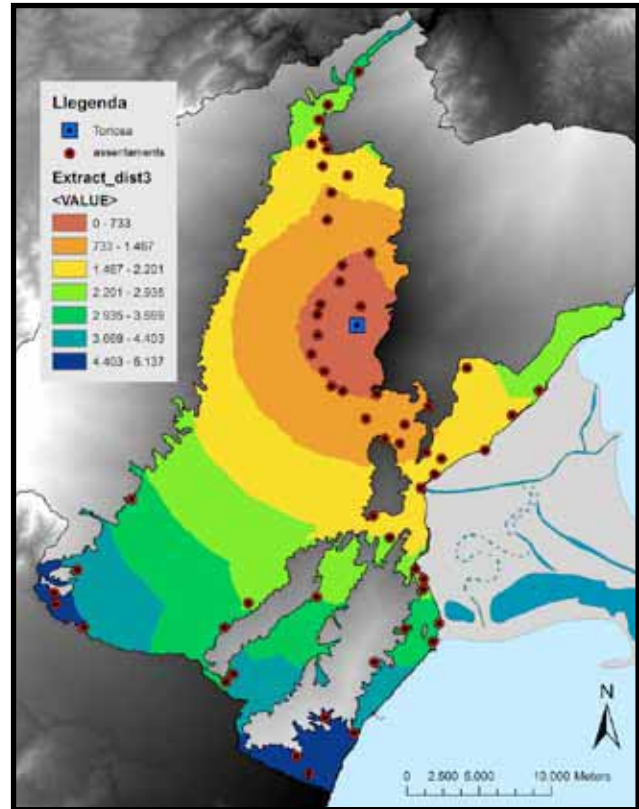 Llegenda
Tortosa
assentaments
Extract_dist3
<VALUE>
0 - 733
733 - 1.467
1.467 - 2.201
2.201 - 2.935
2.935 - 3.669
3.669 - 4.403
4.403 - 5.137
N
0 2.500 5.000 10.000 Meters